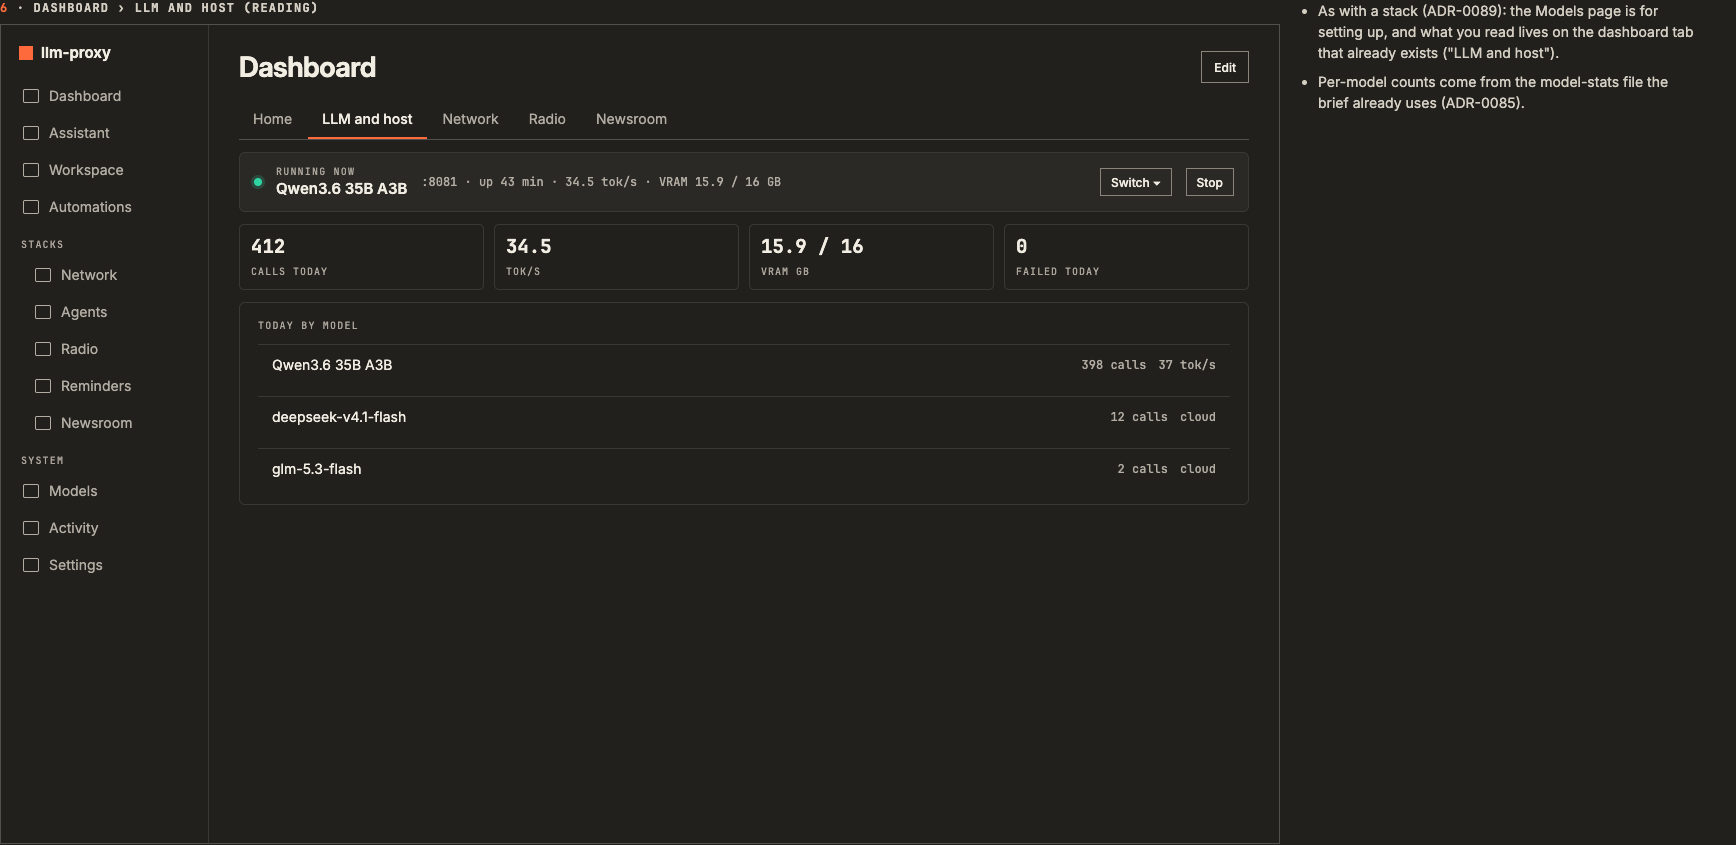 6 · DASHBOARD › LLM AND HOST (READING)
llm-proxy
Dashboard
Assistant
Workspace
Automations
STACKS
Network
Agents
Radio
Reminders
Newsroom
SYSTEM
Models
Activity
Settings
Dashboard
Edit
Home LLM and host Network Radio Newsroom
RUNNING NOW
Qwen3.6 35B A3B :8081 · up 43 min · 34.5 tok/s · VRAM 15.9 / 16 GB
Switch Stop
412
CALLS TODAY
34.5
TOK/S
15.9 / 16
VRAM GB
0
FAILED TODAY
TODAY BY MODEL
Qwen3.6 35B A3B 398 calls 37 tok/s
deepseek-v4.1-flash 12 calls cloud
glm-5.3-flash 2 calls cloud
• As with a stack (ADR-0089): the Models page is for
setting up, and what you read lives on the dashboard tab
that already exists ("LLM and host").
• Per-model counts come from the model-stats file the
brief already uses (ADR-0085).